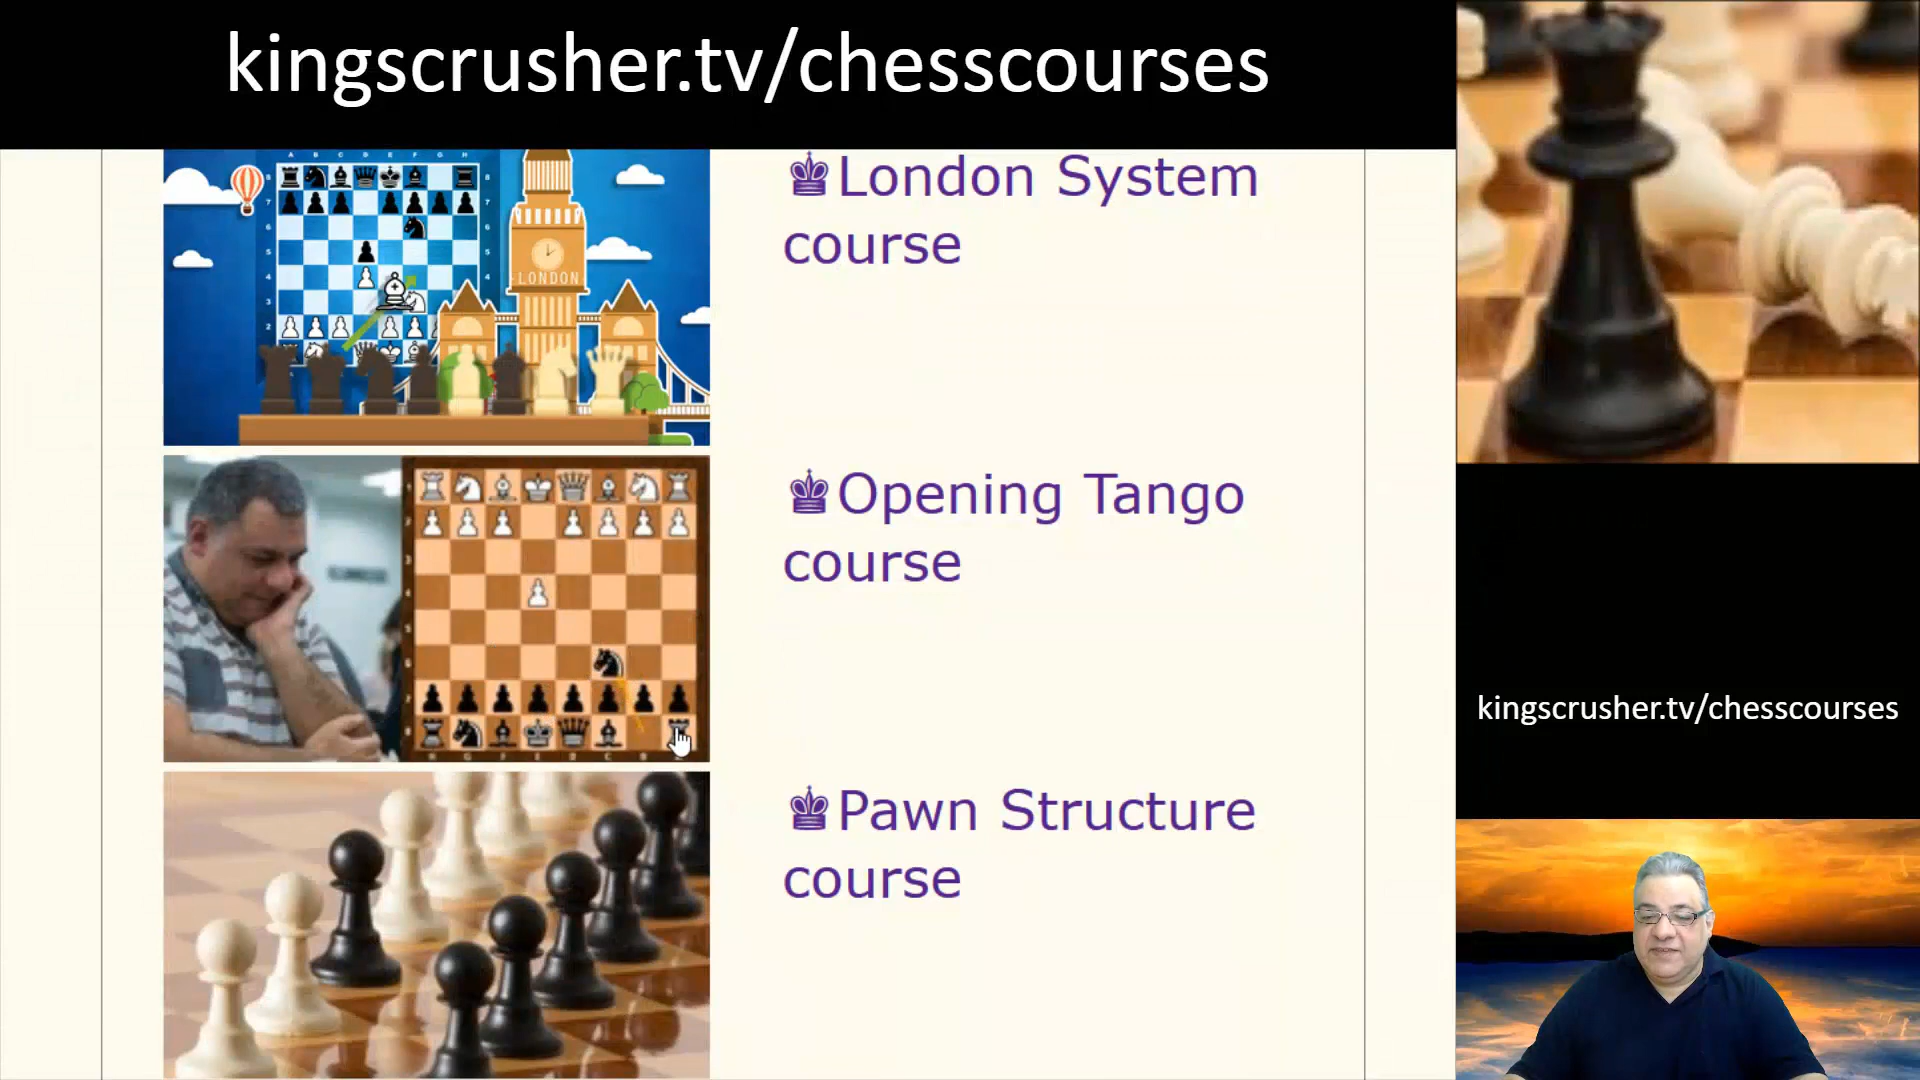 kingscrusher.tv/chesscourses
♚London System
course
LONDON
♚Opening Tango
course
♚Pawn Structure
course
kingscrusher.tv/chesscourses